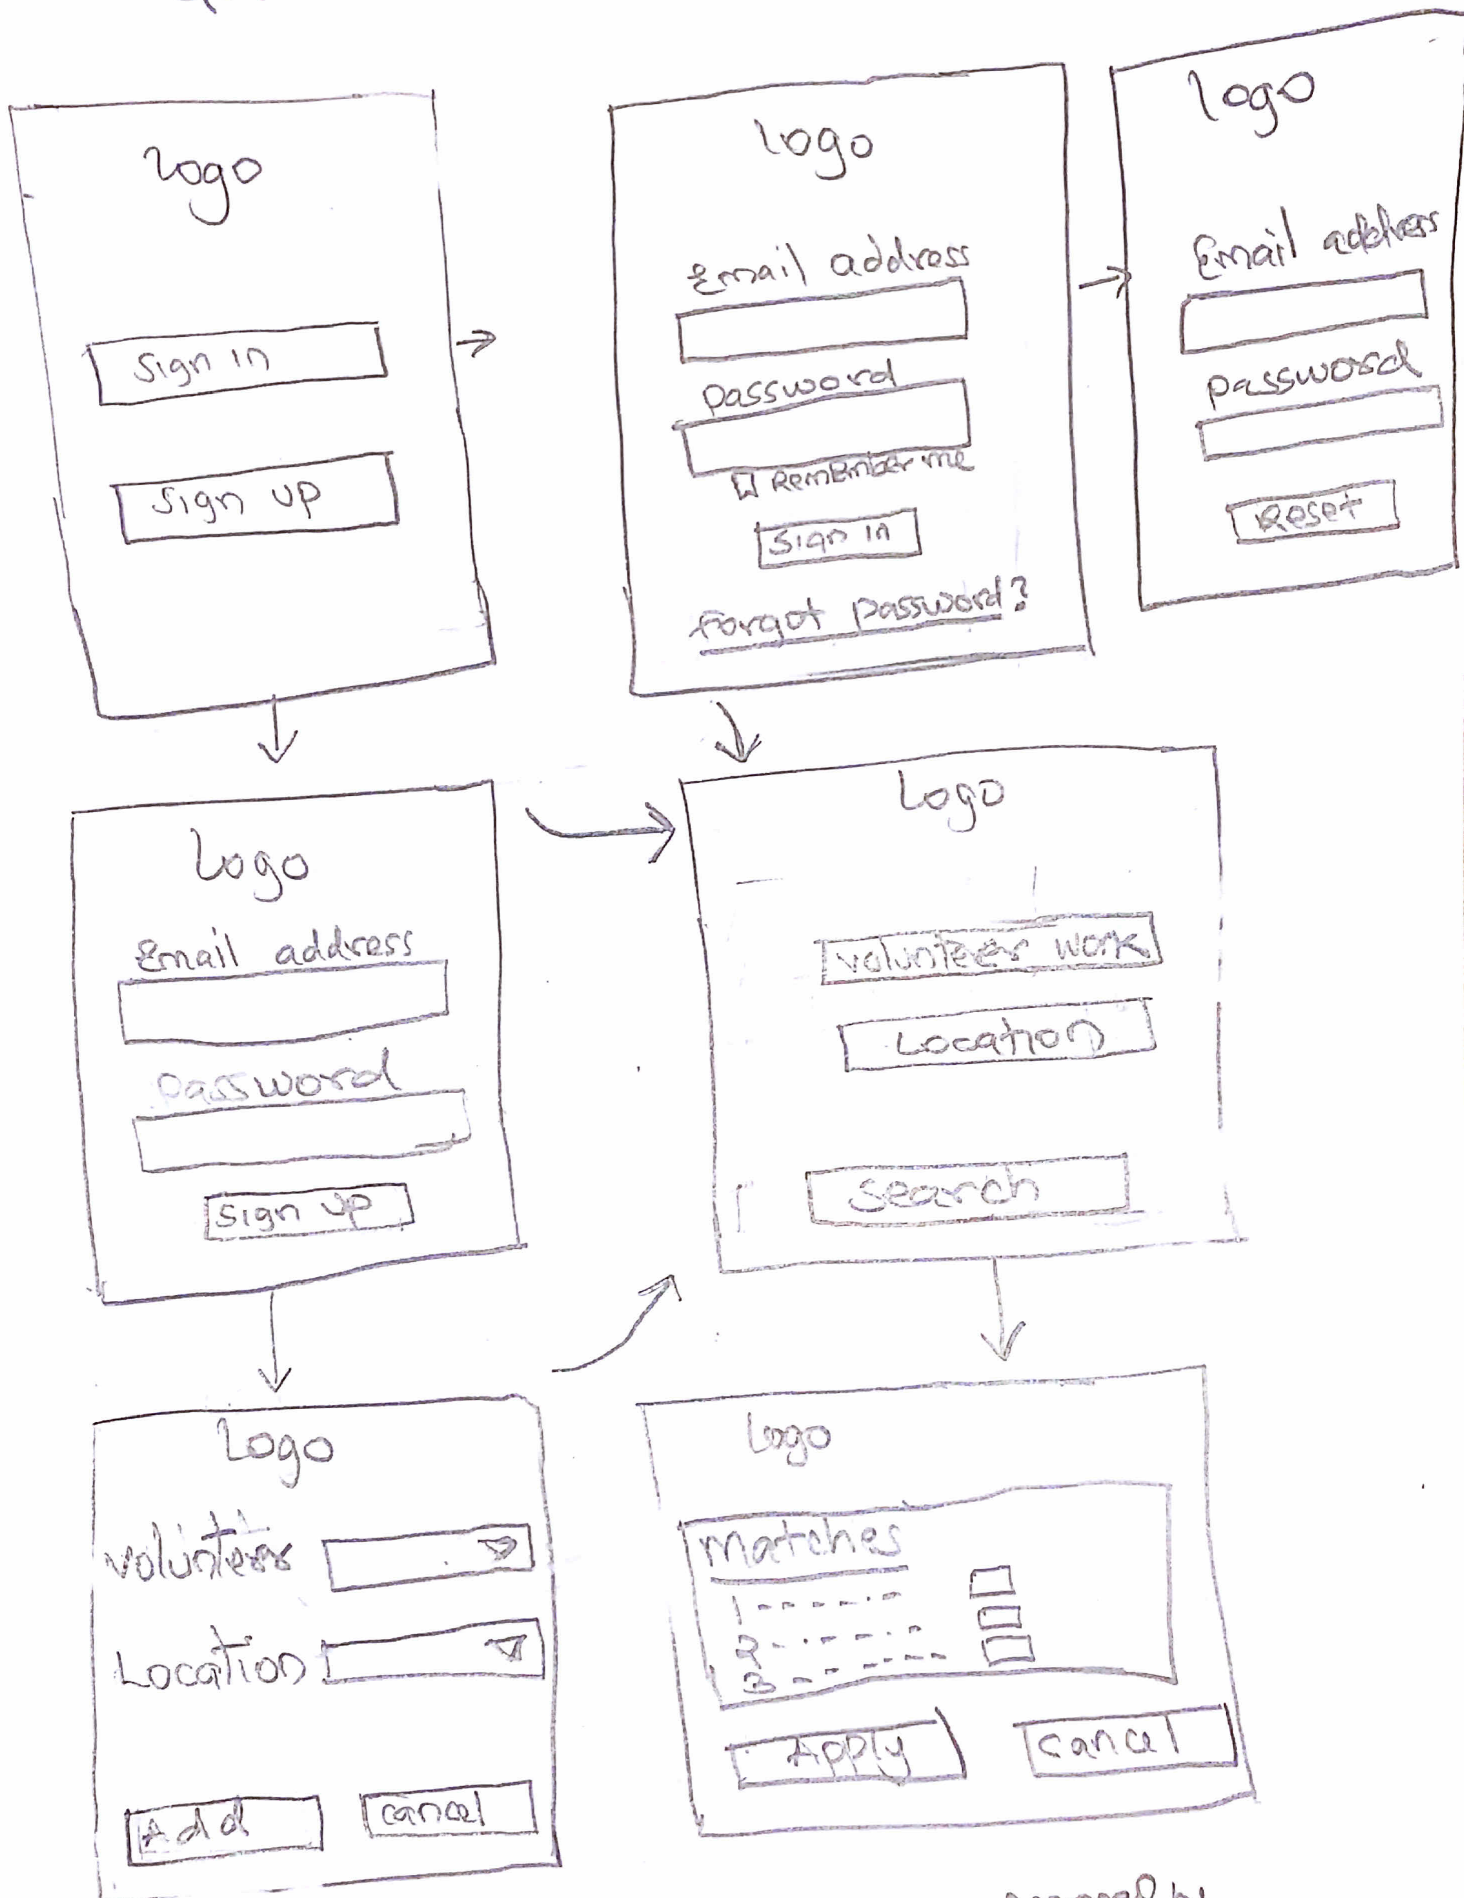 logo
Sign in
Sign up
logo
Email address
Password
Remember me
Sign in
forgot password?
logo
Email address
password
Reset
Logo
Email address
Password
Sign up
Logo
volunteer work
Location
Search
Logo
Volunteer
Location
Add
cancel
Logo
Matches
1
2
3
Apply
cancel